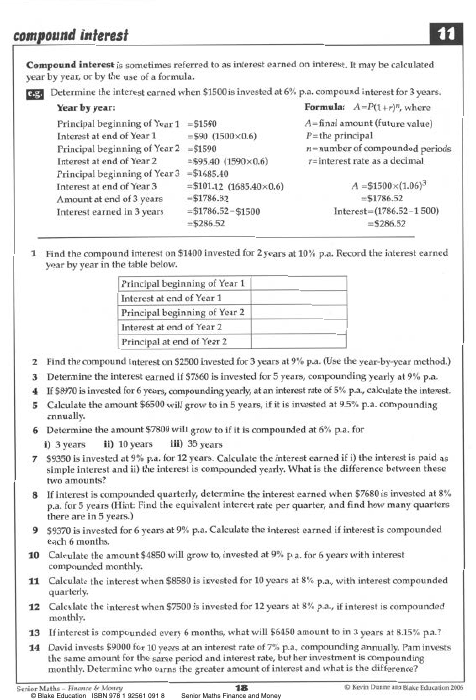 compound interest
11
Compound interest is sometimes referred to as interest earned on interest. It may be calculated
year by year, or by the use of a formula.
e.g. Determine the interest earned when $1500 is invested at 6% p.a. compound interest for 3 years.
Year by year:
Principal beginning of Year 1 =$1500
Interest at end of Year 1 =$90 (1500×0.6)
Principal beginning of Year 2 =$1590
Interest at end of Year 2 =$95.40 (1590×0.6)
Principal beginning of Year 3 =$1685.40
Interest at end of Year 3 =$101.12 (1685.40×0.6)
Amount at end of 3 years =$1786.52
Interest earned in 3 years =$1786.52-$1500
=$286.52
Formula: A=P(1+r)ⁿ, where
A=final amount (future value)
P=the principal
n=number of compounded periods
r=interest rate as a decimal
A =$1500×(1.06)³
=$1786.52
Interest=(1786.52-1500)
=$286.52
1 Find the compound interest on $1400 invested for 2 years at 10% p.a. Record the interest earned
year by year in the table below.
Principal beginning of Year 1
Interest at end of Year 1
Principal beginning of Year 2
Interest at end of Year 2
Principal at end of Year 2
2 Find the compound interest on $2500 invested for 3 years at 9% p.a. (Use the year-by-year method.)
3 Determine the interest earned if $7560 is invested for 5 years, compounding yearly at 9% p.a.
4 If $8970 is invested for 6 years, compounding yearly, at an interest rate of 5% p.a., calculate the interest.
5 Calculate the amount $6500 will grow to in 5 years, if it is invested at 9.5% p.a. compounding
annually.
6 Determine the amount $7800 will grow to if it is compounded at 6% p.a. for
i) 3 years ii) 10 years iii) 35 years
7 $9350 is invested at 9% p.a. for 12 years. Calculate the interest earned if i) the interest is paid as
simple interest and ii) the interest is compounded yearly. What is the difference between these
two amounts?
8 If interest is compounded quarterly, determine the interest earned when $7680 is invested at 8%
p.a. for 5 years (Hint: Find the equivalent interest rate per quarter, and find how many quarters
there are in 5 years.)
9 $9370 is invested for 6 years at 9% p.a. Calculate the interest earned if interest is compounded
each 6 months.
10 Calculate the amount $4850 will grow to, invested at 9% p.a. for 6 years with interest
compounded monthly.
11 Calculate the interest when $8580 is invested for 10 years at 8% p.a., with interest compounded
quarterly.
12 Calculate the interest when $7500 is invested for 12 years at 8% p.a., if interest is compounded
monthly.
13 If interest is compounded every 6 months, what will $6450 amount to in 3 years at 8.15% p.a.?
14 David invests $9000 for 10 years at an interest rate of 7% p.a. compounding annually. Pam invests
the same amount for the same period and interest rate, but her investment is compounding
monthly. Determine who earns the greater amount of interest and what is the difference?
Senior Maths – Finance & Money
18
© Kevin Dunne and Blake Education 2000
© Blake Education ISBN 978 1 92561 091 8 Senior Maths Finance and Money